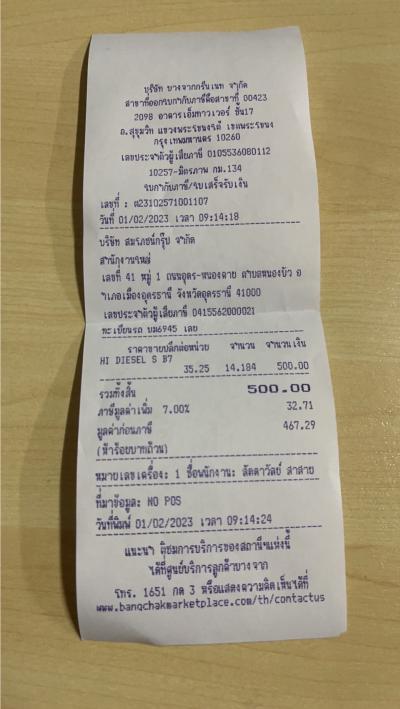 บริษัท บางจากกรีนเนท จำกัด
สาขาที่ออกใบกำกับภาษีคือสาขาที่ 00423
2098 อาคารเอ็มทาวเวอร์ ชั้น17
ถ.สุขุมวิท แขวงพระโขนงใต้ เขตพระโขนง
กรุงเทพมหานคร 10260
เลขประจำตัวผู้เสียภาษี 0105536080112
10257-มิตรภาพ กม.134
ใบกำกับภาษี/ใบเสร็จรับเงิน
เลขที่ : ต23102571001107
วันที่ 01/02/2023 เวลา 09:14:18
บริษัท สมโภชน์กรุ๊ป จำกัด
สำนักงานใหญ่
เลขที่ 41 หมู่ 1 ถนนอุดร-หนองคาย ตำบลหนองบัว อ
ำเภอเมืองอุดรธานี จังหวัดอุดรธานี 41000
เลขประจำตัวผู้เสียภาษี 0415562000021
ทะเบียนรถ บม6945 เลย
ราคาขายปลีกต่อหน่วย จำนวน จำนวนเงิน
HI DIESEL S B7
35.25 14.184 500.00
รวมทั้งสิ้น 500.00
ภาษีมูลค่าเพิ่ม 7.00% 32.71
มูลค่าก่อนภาษี 467.29
(ห้าร้อยบาทถ้วน)
หมายเลขเครื่อง: 1 ชื่อพนักงาน: ลัดดาวัลย์ สาสาย
ที่มาข้อมูล: NO POS
วันที่พิมพ์ 01/02/2023 เวลา 09:14:24
แนะนำ ติชมการบริการของสถานีฯแห่งนี้
ได้ที่ศูนย์บริการลูกค้าบางจาก
โทร. 1651 กด 3 หรือแสดงความคิดเห็นได้ที่
www.bangchakmarketplace.com/th/contactus